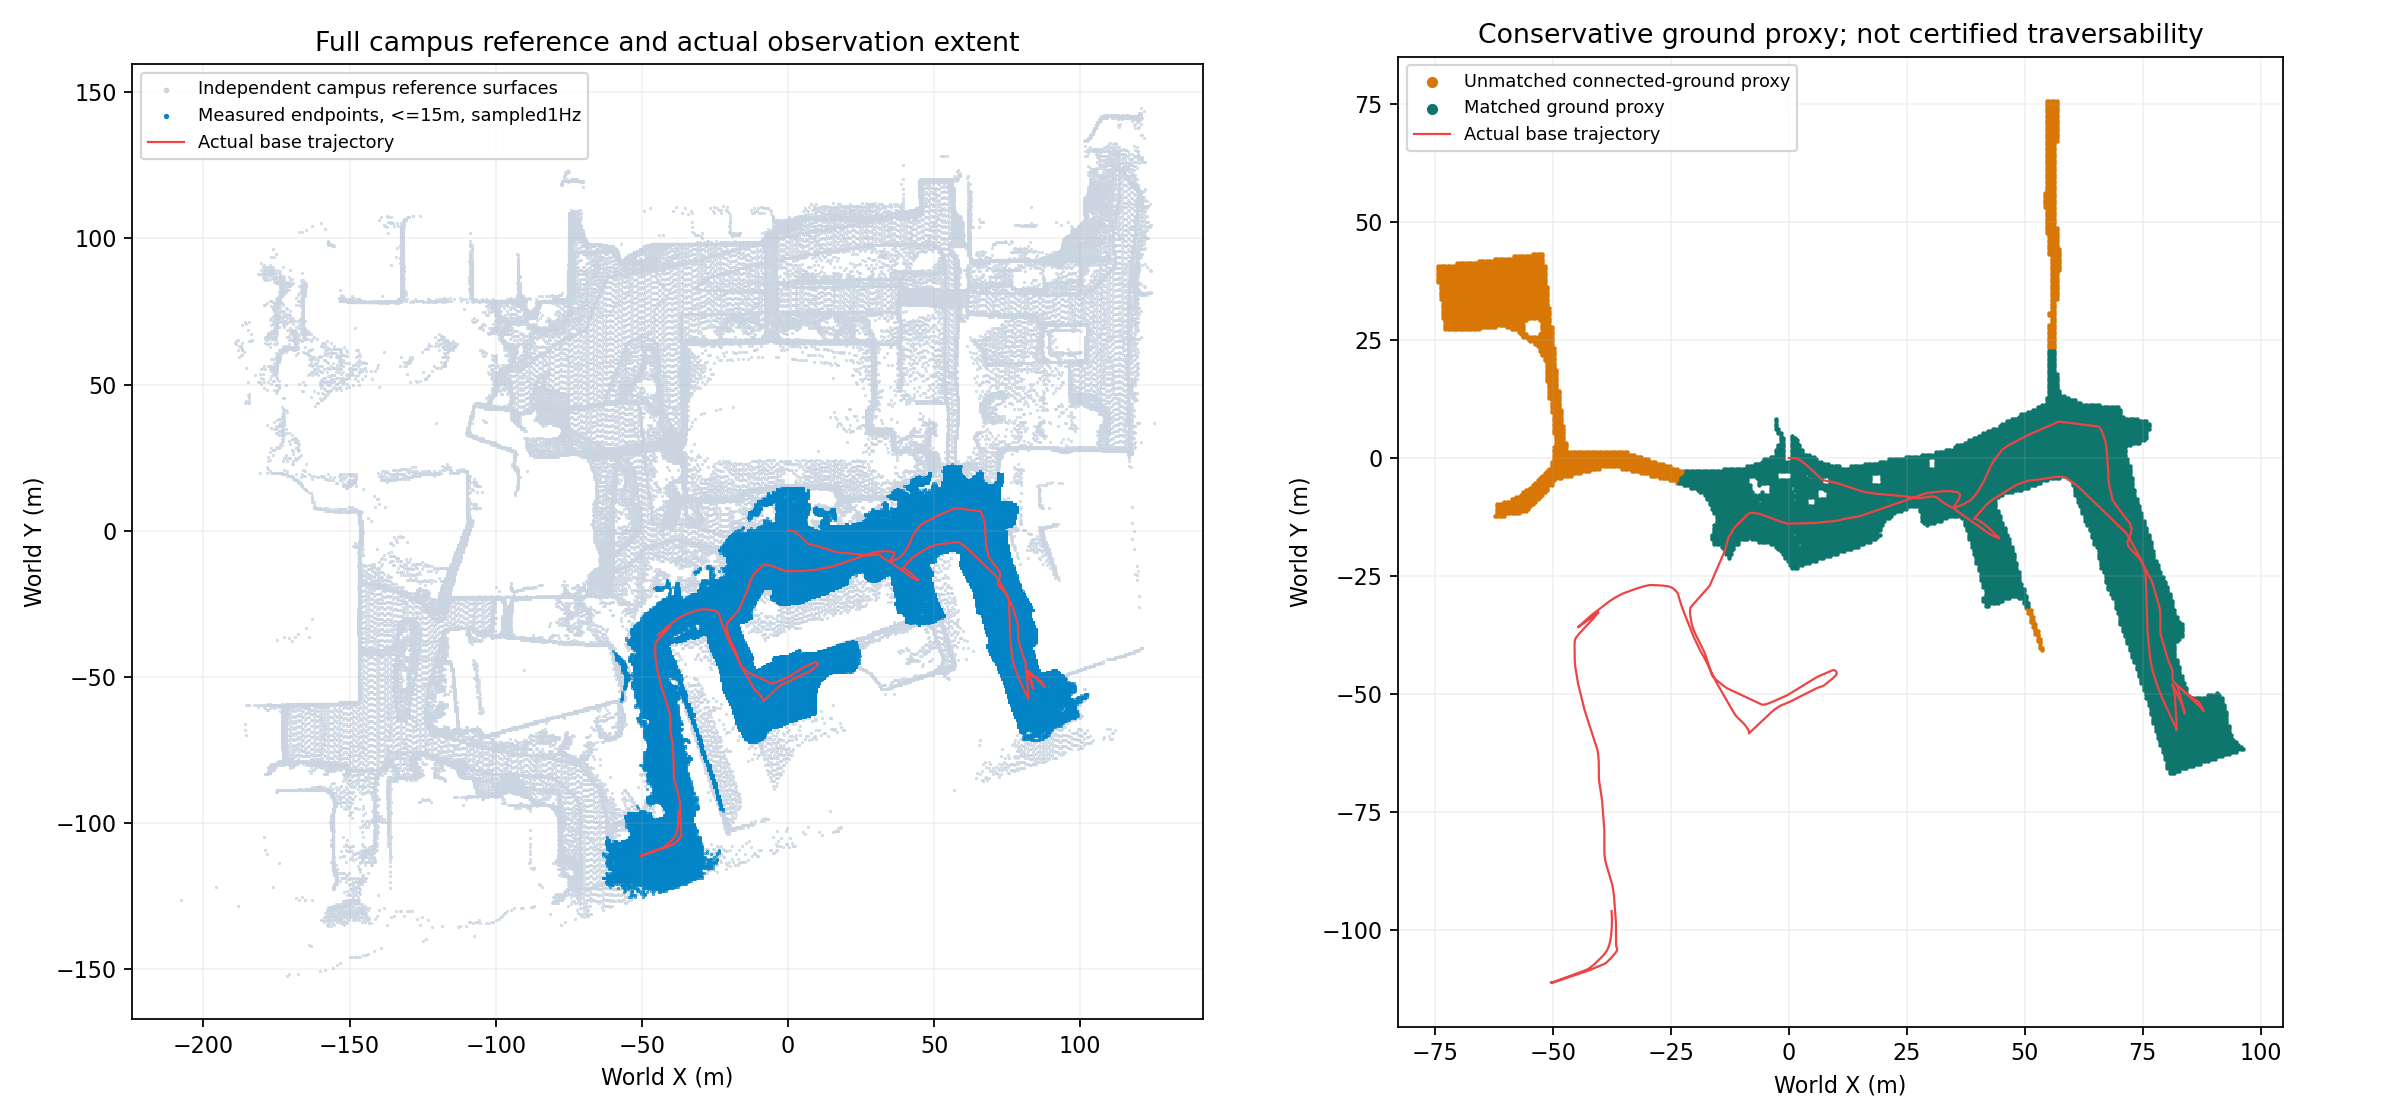 Full campus reference and actual observation extent
Independent campus reference surfaces
Measured endpoints, <=15m, sampled1Hz
Actual base trajectory
150
100
50
0
−50
−100
−150
World Y (m)
−200 −150 −100 −50 0 50 100
World X (m)
Conservative ground proxy; not certified traversability
Unmatched connected-ground proxy
Matched ground proxy
Actual base trajectory
75
50
25
0
−25
−50
−75
−100
World Y (m)
−75 −50 −25 0 25 50 75 100
World X (m)